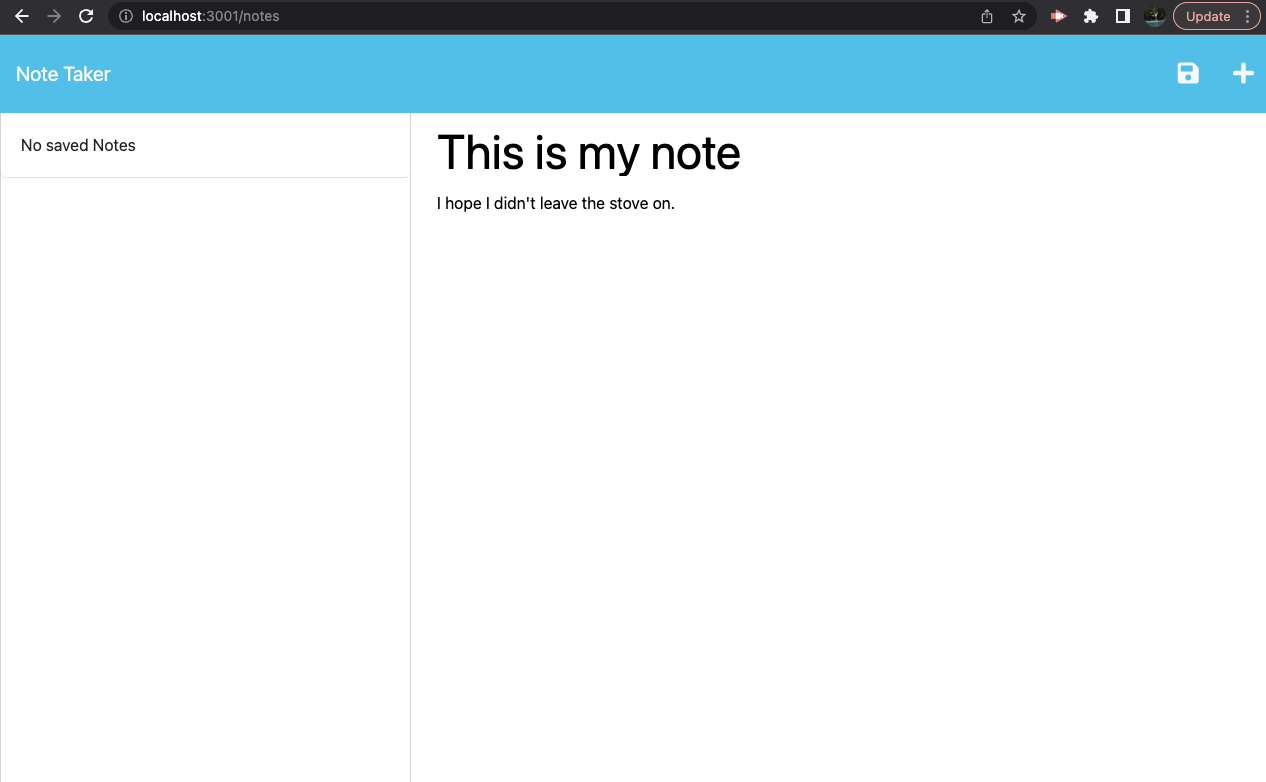 localhost:3001/notes
Update
Note Taker
No saved Notes
This is my note
I hope I didn't leave the stove on.